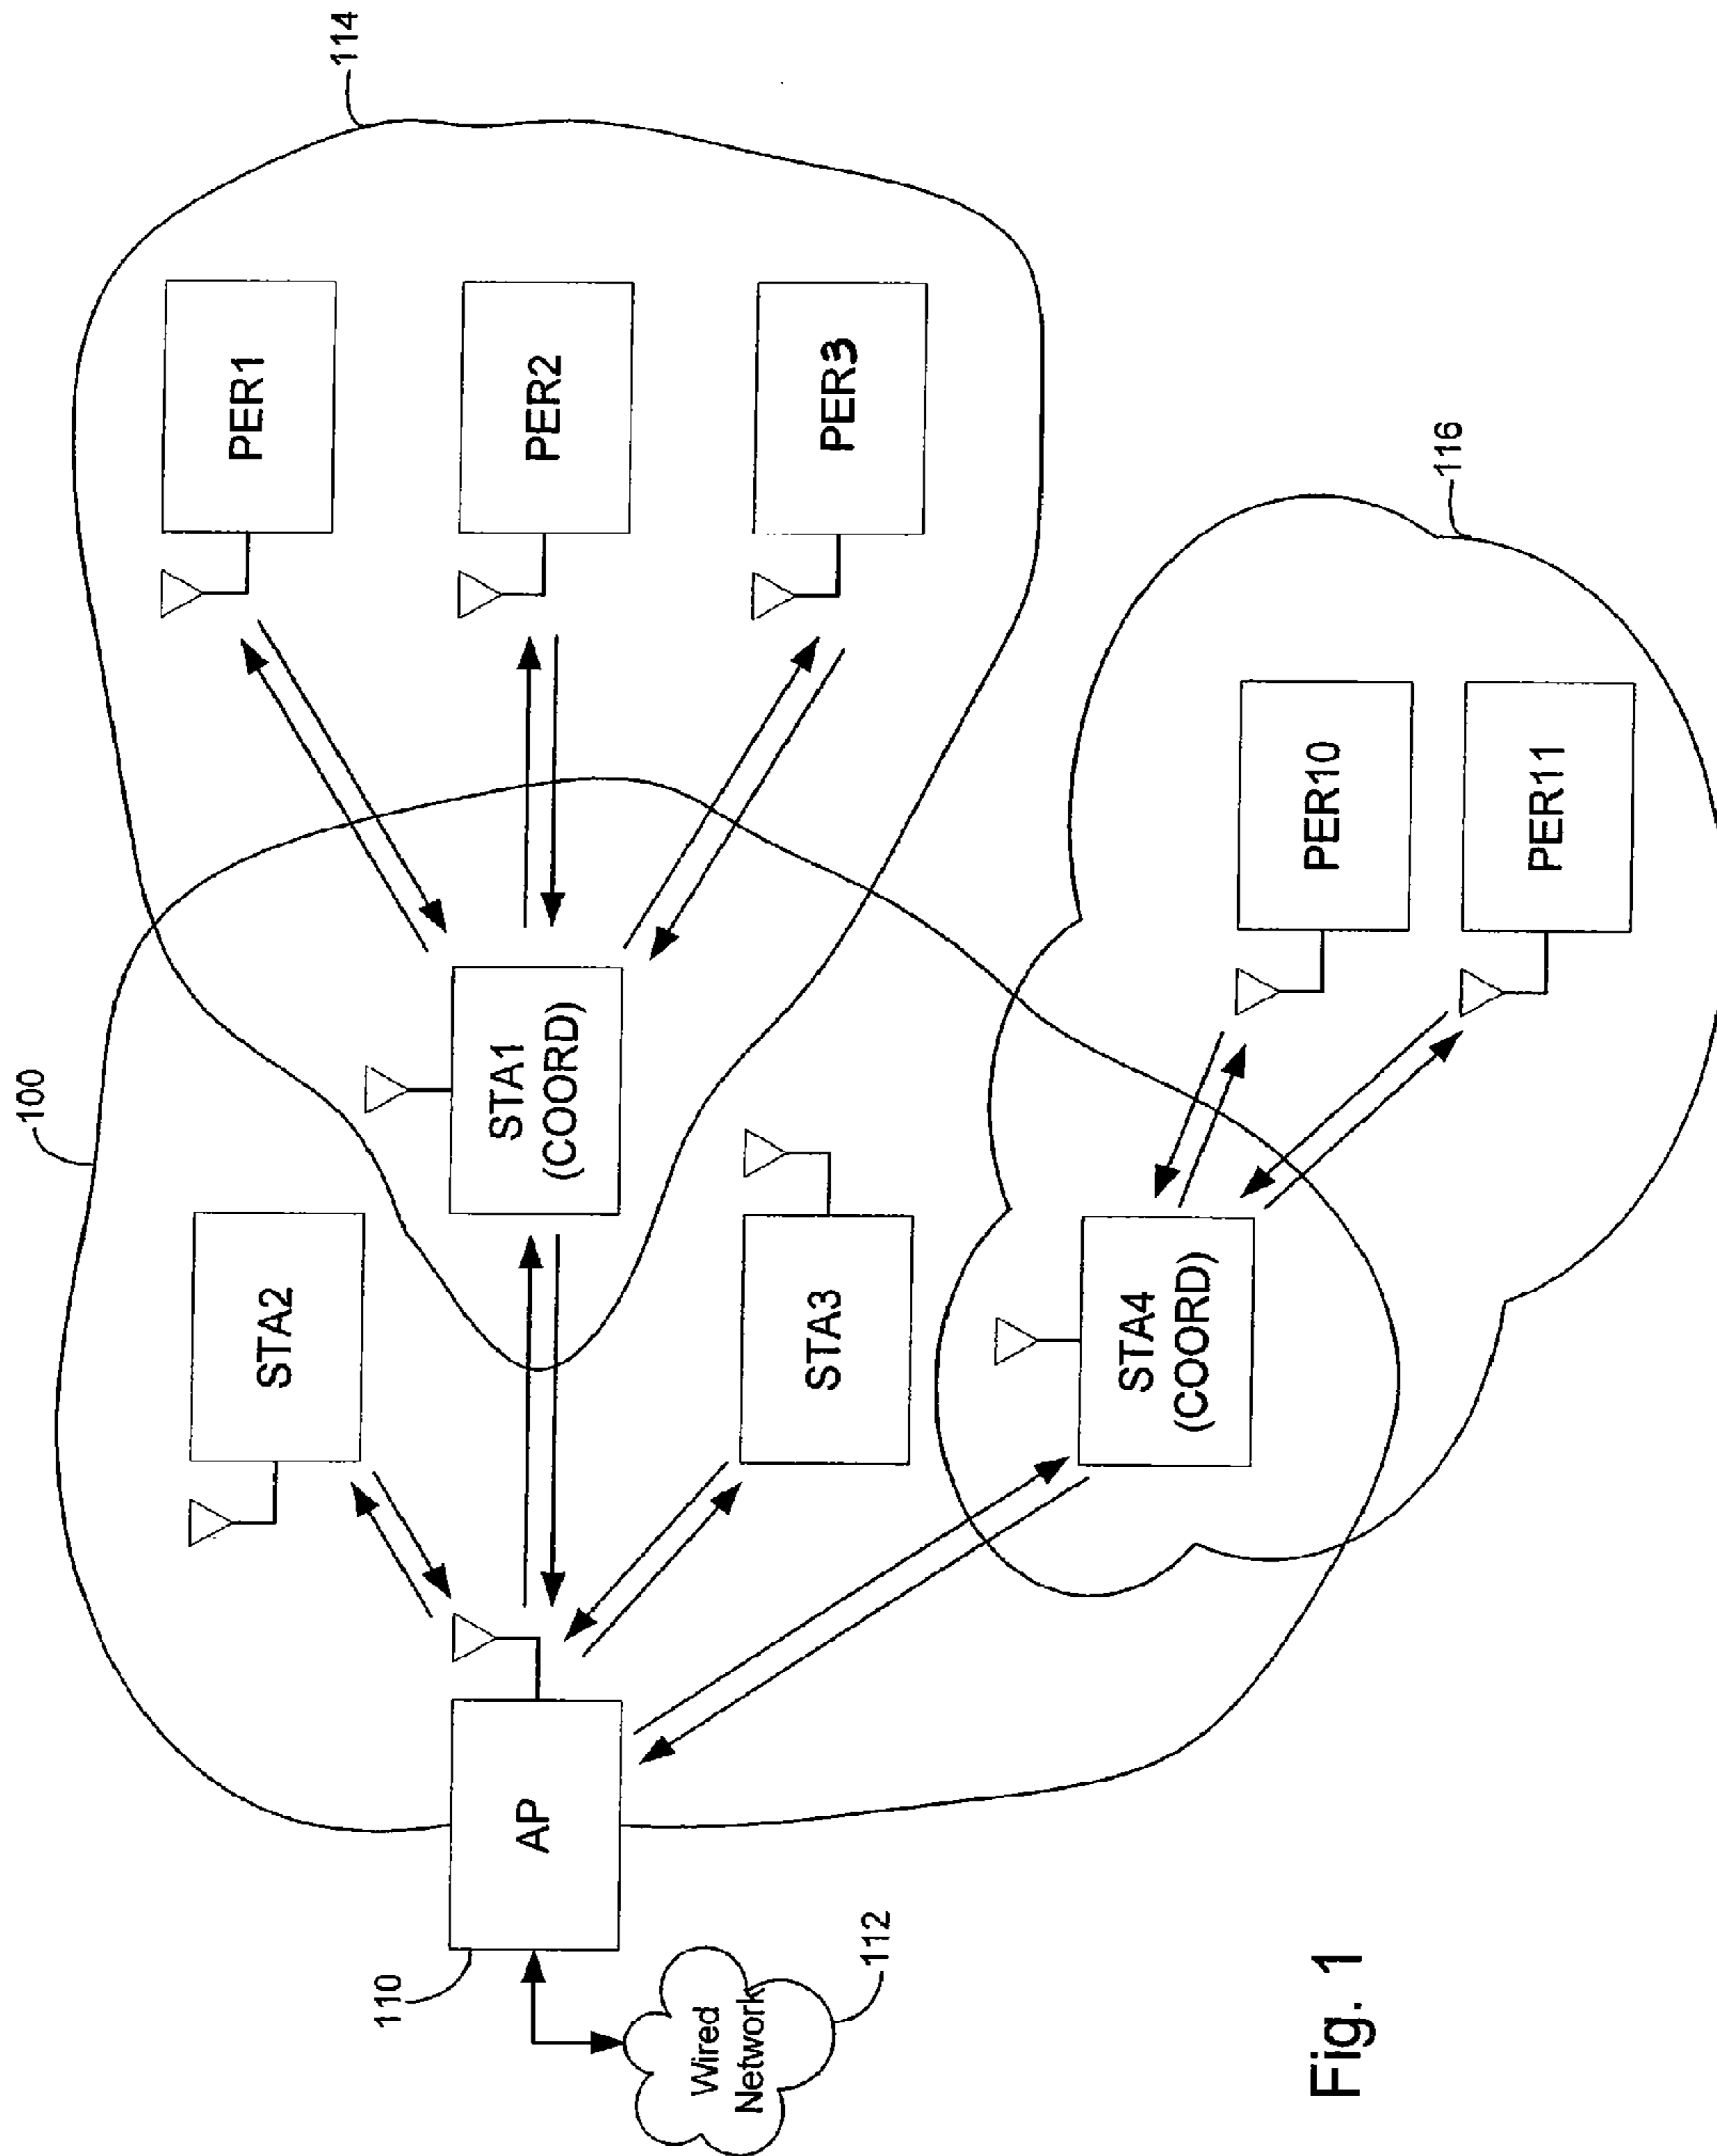 100
114
STA2
PER1
110
AP
STA1
(COORD)
PER2
Wired
Network
112
STA3
PER3
STA4
(COORD)
PER10
116
PER11
Fig. 1